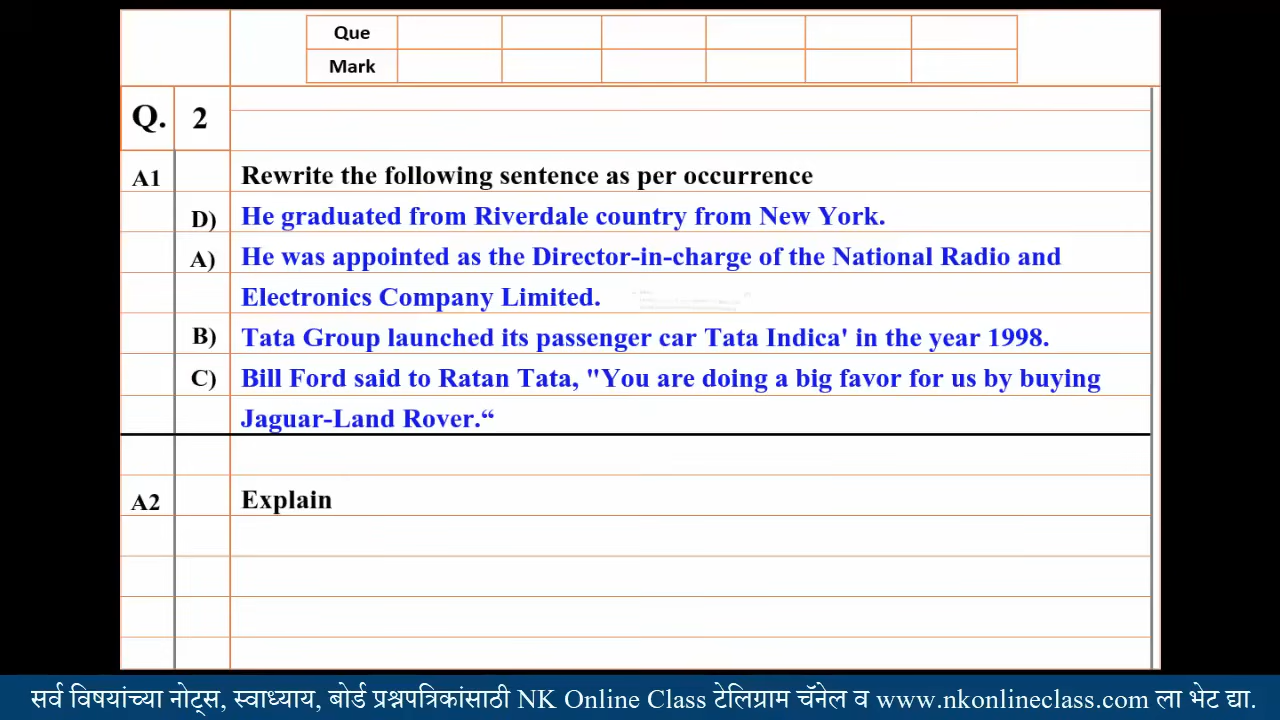 Que
Mark
Q. 2
A1 Rewrite the following sentence as per occurrence
D) He graduated from Riverdale country from New York.
A) He was appointed as the Director-in-charge of the National Radio and
Electronics Company Limited.
B) Tata Group launched its passenger car Tata Indica' in the year 1998.
C) Bill Ford said to Ratan Tata, "You are doing a big favor for us by buying
Jaguar-Land Rover.“
A2 Explain
सर्व विषयांच्या नोट्स, स्वाध्याय, बोर्ड प्रश्नपत्रिकांसाठी NK Online Class टेलिग्राम चॅनेल व www.nkonlineclass.com ला भेट द्या.